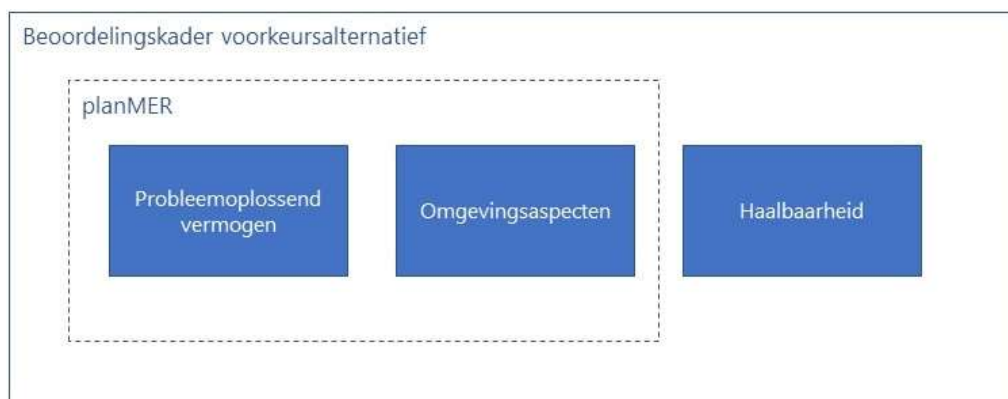 Beoordelingskader voorkeursalternatief
planMER
Probleemoplossend
vermogen
Omgevingsaspecten
Haalbaarheid